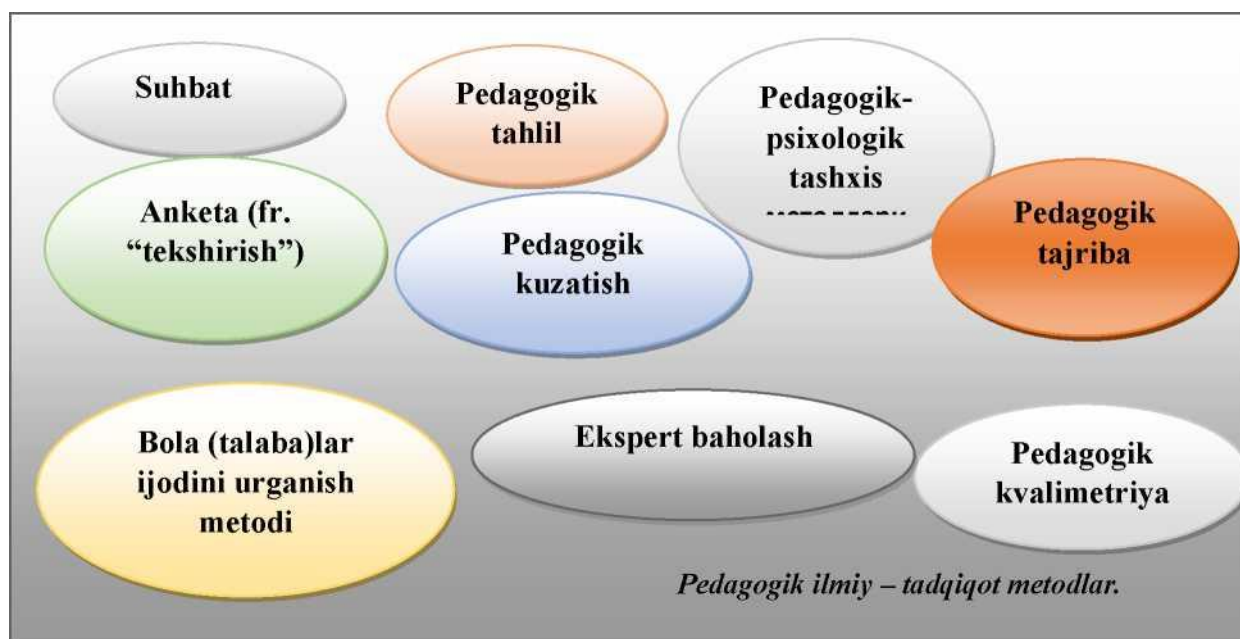 Suhbat
Pedagogik
tahlil
Pedagogik-
psixologik
tashxis
Anketa (fr.
“tekshirish”)
Pedagogik
kuzatish
Pedagogik
tajriba
Bola (talaba)lar
ijodini urganish
metodi
Ekspert baholash
Pedagogik
kvalimetriya
Pedagogik ilmiy – tadqiqot metodlar.